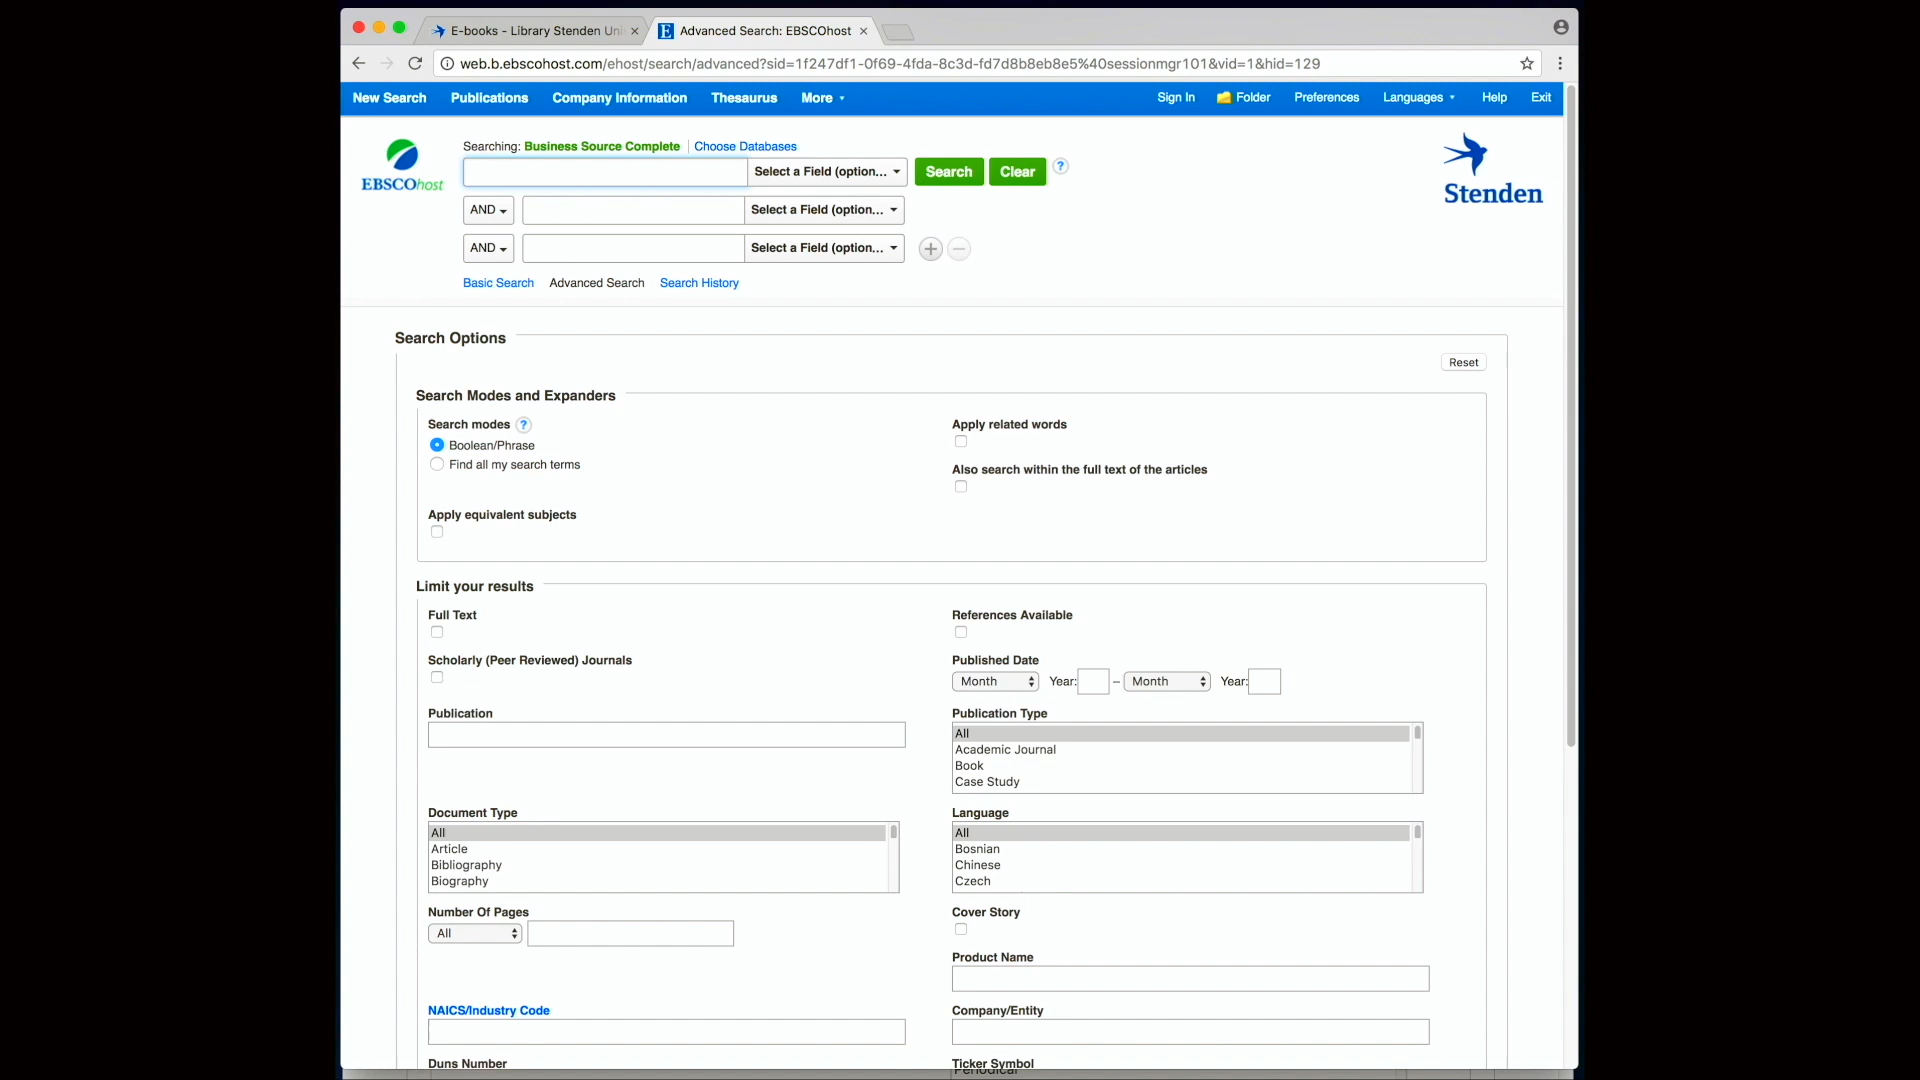 E-books - Library Stenden Uni
Advanced Search: EBSCOhost
web.b.ebscohost.com/ehost/search/advanced?sid=1f247df1-0f69-4fda-8c3d-fd7d8b8eb8e5%40sessionmgr101&vid=1&hid=129
New Search Publications Company Information Thesaurus More Sign In Folder Preferences Languages Help Exit
Searching: Business Source Complete Choose Databases
EBSCOhost
Stenden
Select a Field (option... Search Clear ?
AND Select a Field (option...
AND Select a Field (option...
Basic Search Advanced Search Search History
Search Options
Reset
Search Modes and Expanders
Search modes ?
Boolean/Phrase
Find all my search terms
Apply equivalent subjects
Apply related words
Also search within the full text of the articles
Limit your results
Full Text
References Available
Scholarly (Peer Reviewed) Journals
Published Date
Month Year: – Month Year:
Publication
Publication Type
All
Academic Journal
Book
Case Study
Document Type
All
Article
Bibliography
Biography
Language
All
Bosnian
Chinese
Czech
Number Of Pages
All
Cover Story
Product Name
NAICS/Industry Code
Company/Entity
Duns Number
Ticker Symbol
Periodical